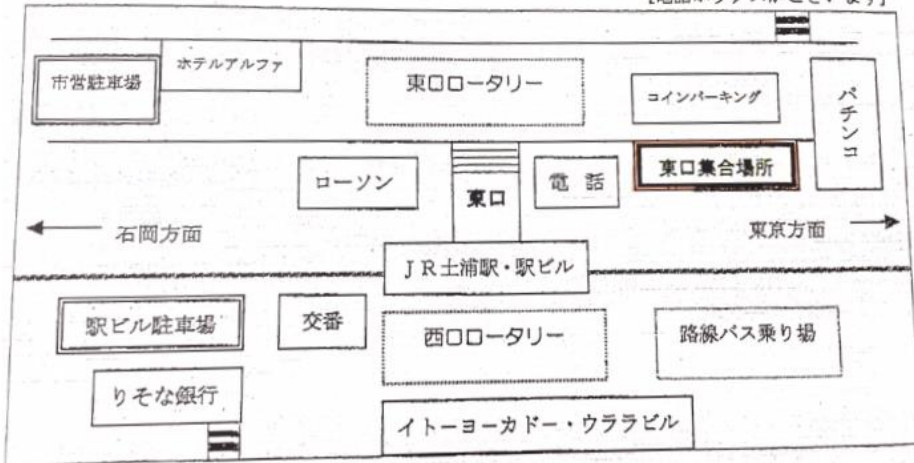 市営駐車場
ホテルアルファ
東口ロータリー
コインパーキング
パチンコ
ローソン
東口
電話
東口集合場所
石岡方面
東京方面
JR土浦駅・駅ビル
駅ビル駐車場
交番
西口ロータリー
路線バス乗り場
りそな銀行
イトーヨーカドー・ウララビル